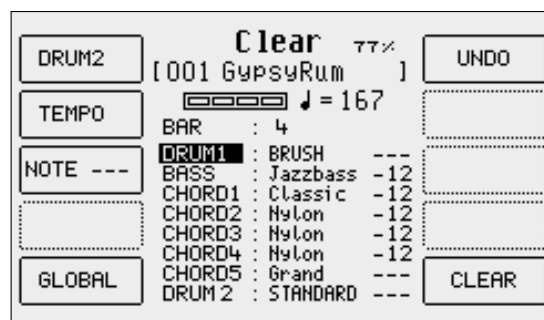 Clear 77%
[001 GypsyRum ]
♩=167
BAR : 4
DRUM1 : BRUSH ---
BASS : Jazzbass -12
CHORD1 : Classic -12
CHORD2 : Nylon -12
CHORD3 : Nylon -12
CHORD4 : Nylon -12
CHORD5 : Grand ---
DRUM 2 : STANDARD ---
DRUM2
TEMPO
NOTE ---
GLOBAL
UNDO
CLEAR